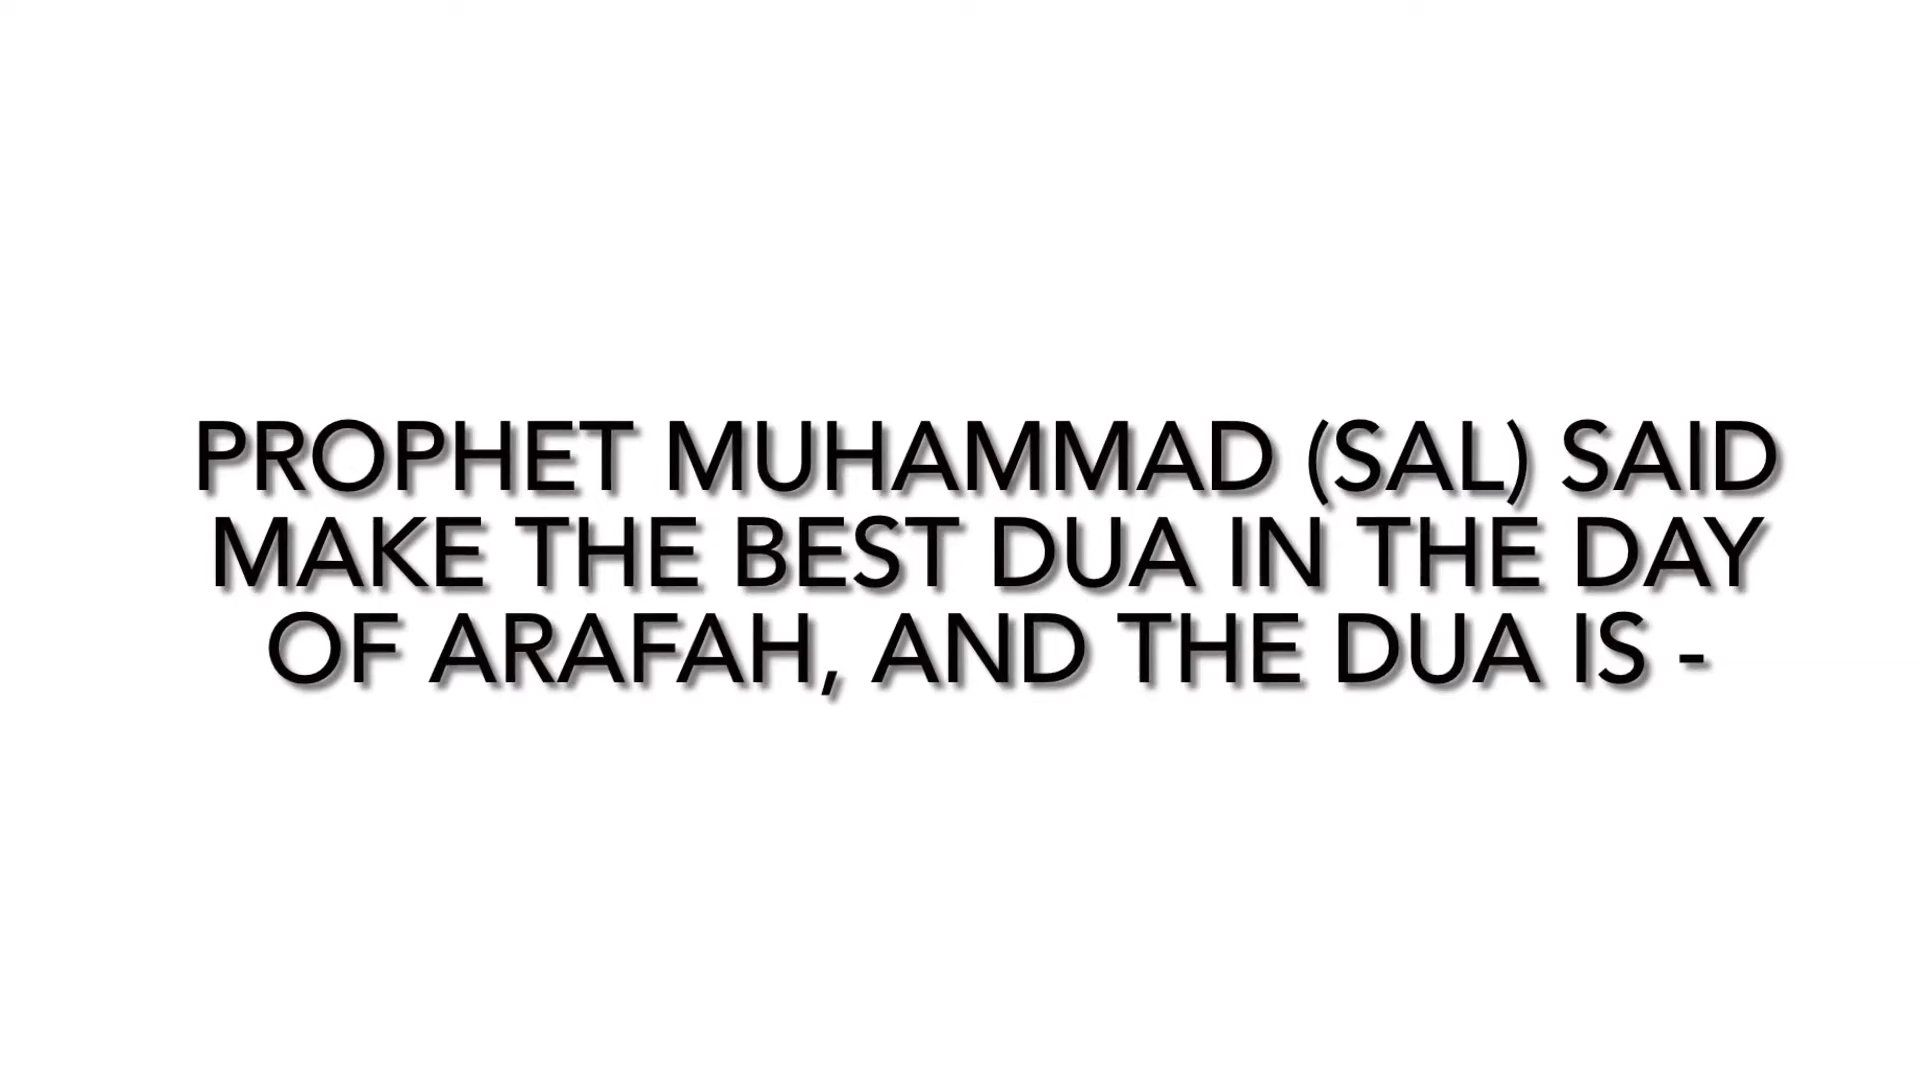 PROPHET MUHAMMAD (SAL) SAID
MAKE THE BEST DUA IN THE DAY
OF ARAFAH, AND THE DUA IS -